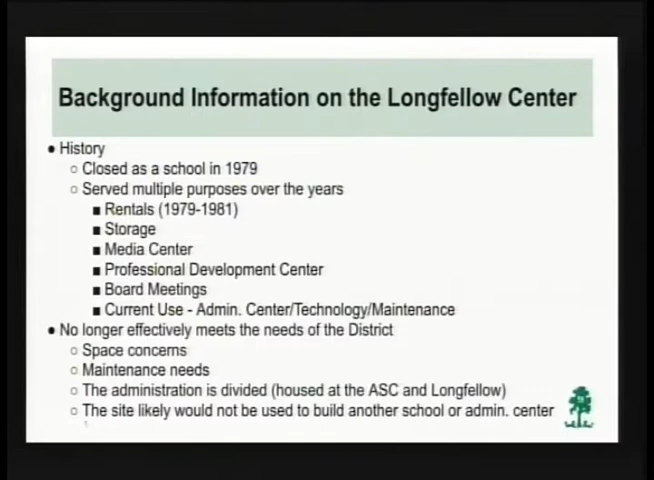 Background Information on the Longfellow Center
● History
○ Closed as a school in 1979
○ Served multiple purposes over the years
■ Rentals (1979-1981)
■ Storage
■ Media Center
■ Professional Development Center
■ Board Meetings
■ Current Use - Admin. Center/Technology/Maintenance
● No longer effectively meets the needs of the District
○ Space concerns
○ Maintenance needs
○ The administration is divided (housed at the ASC and Longfellow)
○ The site likely would not be used to build another school or admin. center